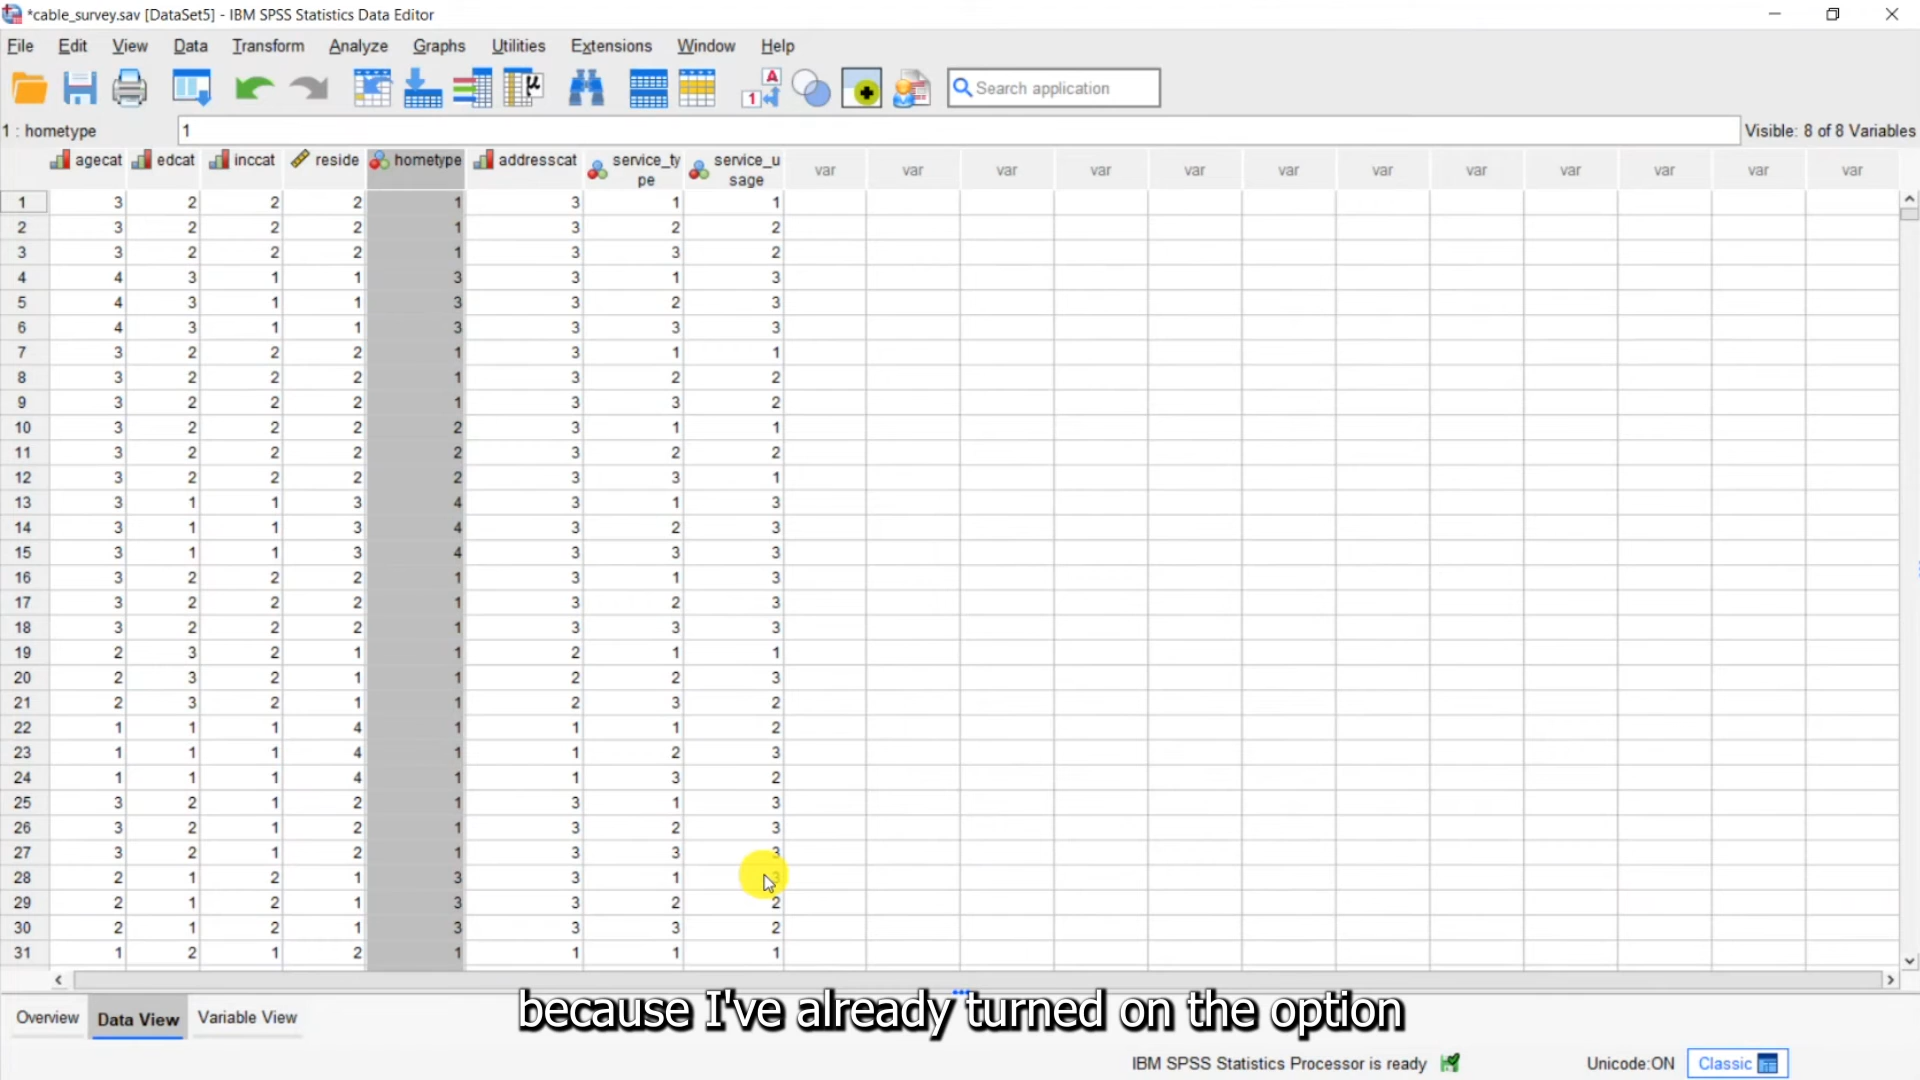 *cable_survey.sav [DataSet5] - IBM SPSS Statistics Data Editor
File Edit View Data Transform Analyze Graphs Utilities Extensions Window Help
Search application
1 : hometype 1 Visible: 8 of 8 Variables
agecat edcat inccat reside hometype addresscat service_ty service_u var var var var var var var var var var var var
pe sage
1 3 2 2 2 1 3 1 1
2 3 2 2 2 1 3 2 2
3 3 2 2 2 1 3 3 2
4 4 3 1 1 3 3 1 3
5 4 3 1 1 3 3 2 3
6 4 3 1 1 3 3 3 3
7 3 2 2 2 1 3 1 1
8 3 2 2 2 1 3 2 2
9 3 2 2 2 1 3 3 2
10 3 2 2 2 2 3 1 1
11 3 2 2 2 2 3 2 2
12 3 2 2 2 2 3 3 1
13 3 1 1 3 4 3 1 3
14 3 1 1 3 4 3 2 3
15 3 1 1 3 4 3 3 3
16 3 2 2 2 1 3 1 3
17 3 2 2 2 1 3 2 3
18 3 2 2 2 1 3 3 3
19 2 3 2 1 1 2 1 1
20 2 3 2 1 1 2 2 3
21 2 3 2 1 1 2 3 2
22 1 1 1 4 1 1 1 2
23 1 1 1 4 1 1 2 3
24 1 1 1 4 1 1 3 2
25 3 2 1 2 1 3 1 3
26 3 2 1 2 1 3 2 3
27 3 2 1 2 1 3 3 3
28 2 1 2 1 3 3 1 3
29 2 1 2 1 3 3 2 2
30 2 1 2 1 3 3 3 2
31 1 2 1 2 1 1 1 1
Overview Data View Variable View
because I've already turned on the option
IBM SPSS Statistics Processor is ready Unicode:ON Classic